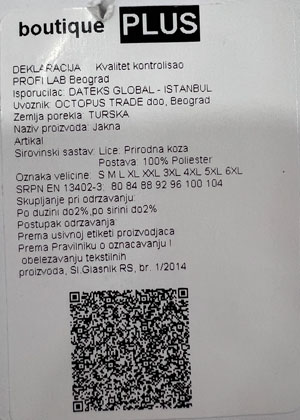 boutique PLUS
DEKLARACIJA Kvalitet kontrolisao
PROFI LAB Beograd
Isporucilac: DATEKS GLOBAL - ISTANBUL
Uvoznik: OCTOPUS TRADE doo, Beograd
Zemlja porekla TURSKA
Naziv proizvoda: Jakna
Artikal
Sirovinski sastav: Lice: Prirodna koza
Postava 100% Poliester
Oznaka velicine: S M L XL XXL 3XL 4XL 5XL 6XL
SRPN EN 13402-3; 80 84 88 92 96 100 104
Skupljanje pri odrzavanju:
Po duzini do2%,po sirini do2%
Postupak odrzavanja
Prema usivnoj etiketi proizvodjaca
Prema Pravilniku o oznacavanju I
obelezavanju tekstilnih
proizvoda, Sl.Glasnik RS, br. 1/2014